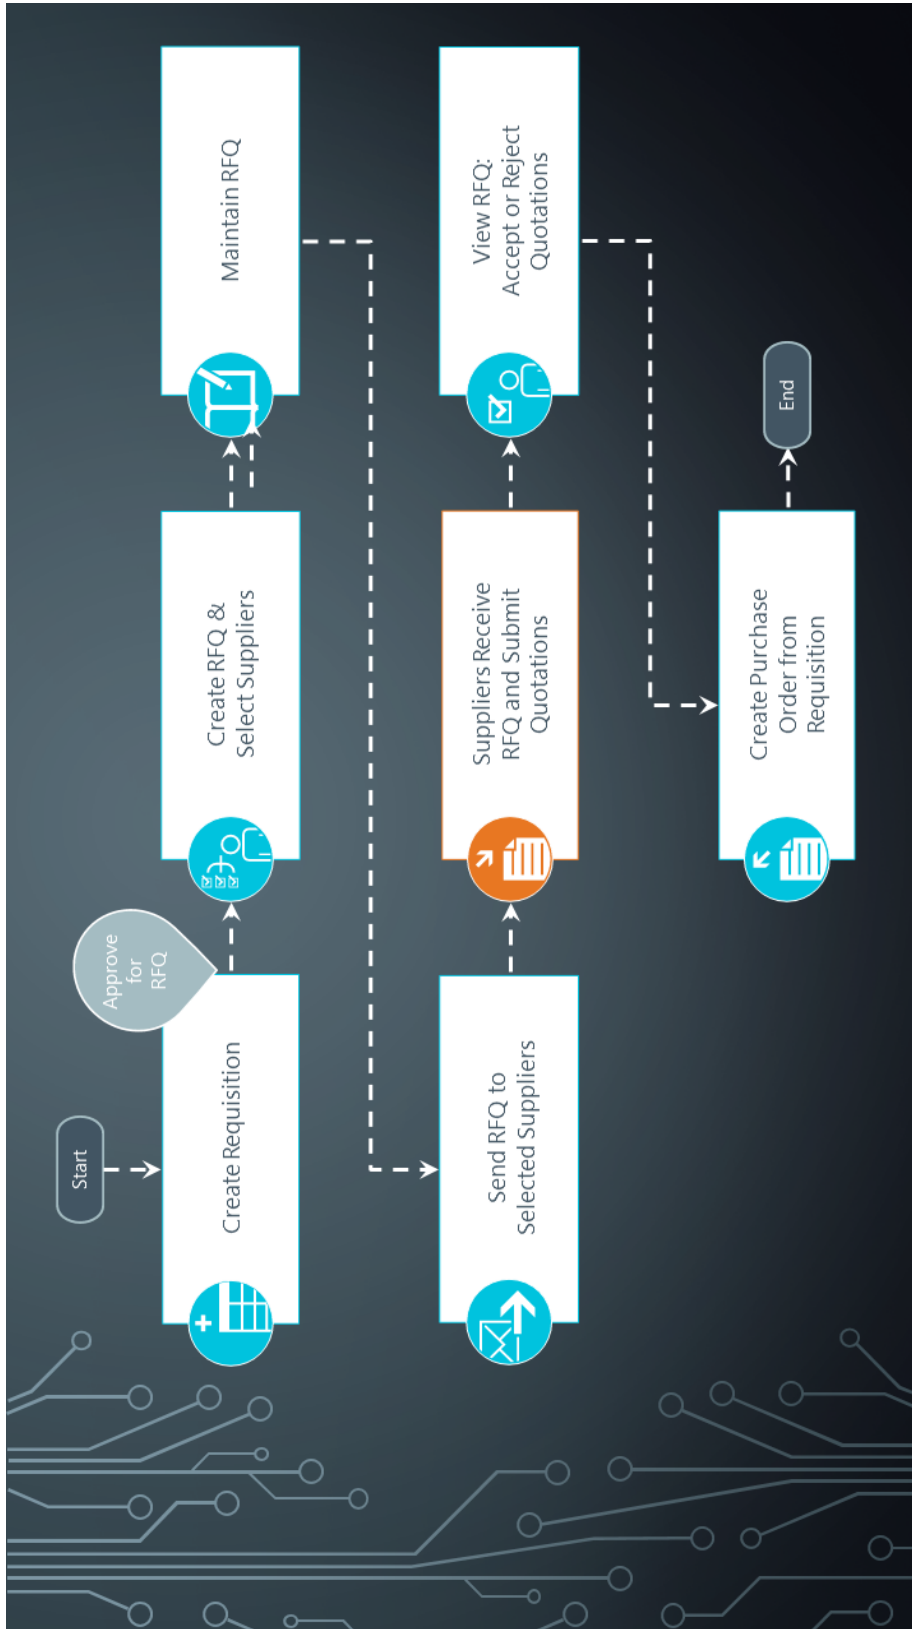 Start
Approve
for
RFQ
Create Requisition
Create RFQ &
Select Suppliers
Maintain RFQ
Send RFQ to
Selected Suppliers
Suppliers Receive
RFQ and Submit
Quotations
View RFQ:
Accept or Reject
Quotations
Create Purchase
Order from
Requisition
End